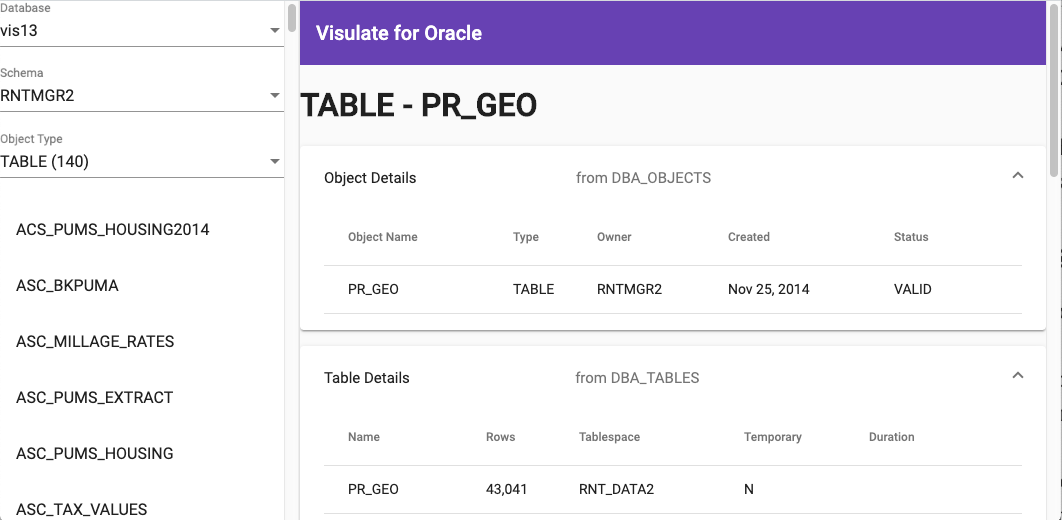 Database
vis13
Schema
RNTMGR2
Object Type
TABLE (140)
ACS_PUMS_HOUSING2014
ASC_BKPUMA
ASC_MILLAGE_RATES
ASC_PUMS_EXTRACT
ASC_PUMS_HOUSING
ASC_TAX_VALUES
Visulate for Oracle
TABLE - PR_GEO
Object Details from DBA_OBJECTS
Object Name Type Owner Created Status
PR_GEO TABLE RNTMGR2 Nov 25, 2014 VALID
Table Details from DBA_TABLES
Name Rows Tablespace Temporary Duration
PR_GEO 43,041 RNT_DATA2 N